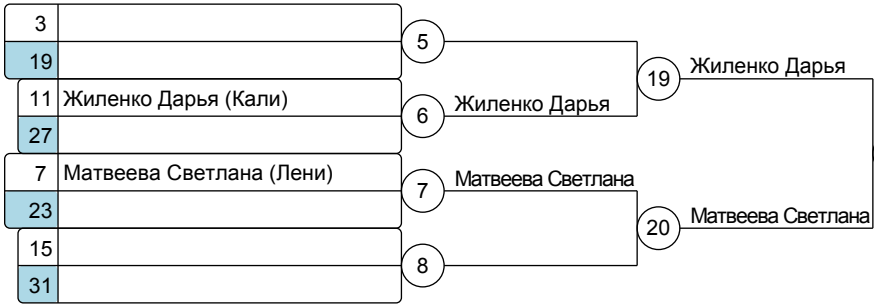 3
5
19
19 Жиленко Дарья
11 Жиленко Дарья (Кали)
6 Жиленко Дарья
27
7 Матвеева Светлана (Лени)
7 Матвеева Светлана
23
20 Матвеева Светлана
15
8
31